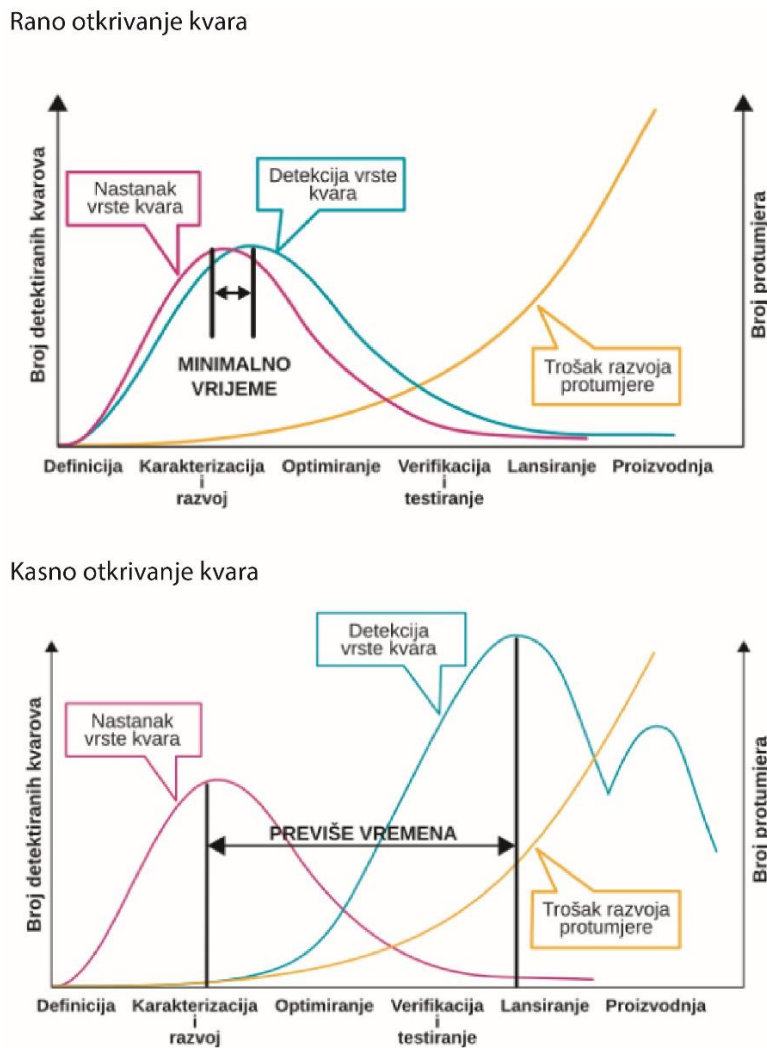 Rano otkrivanje kvara
Broj detektiranih kvarova
Nastanak
vrste kvara
Detekcija vrste
kvara
MINIMALNO
VRIJEME
Trošak razvoja
protumjere
Broj protumjera
Definicija Karakterizacija Optimiranje Verifikacija Lansiranje Proizvodnja
i i
razvoj testiranje
Kasno otkrivanje kvara
Broj detektiranih kvarova
Nastanak
vrste kvara
Detekcija
vrste kvara
PREVIŠE VREMENA
Trošak razvoja
protumjere
Broj protumjera
Definicija Karakterizacija Optimiranje Verifikacija Lansiranje Proizvodnja
i i
razvoj testiranje